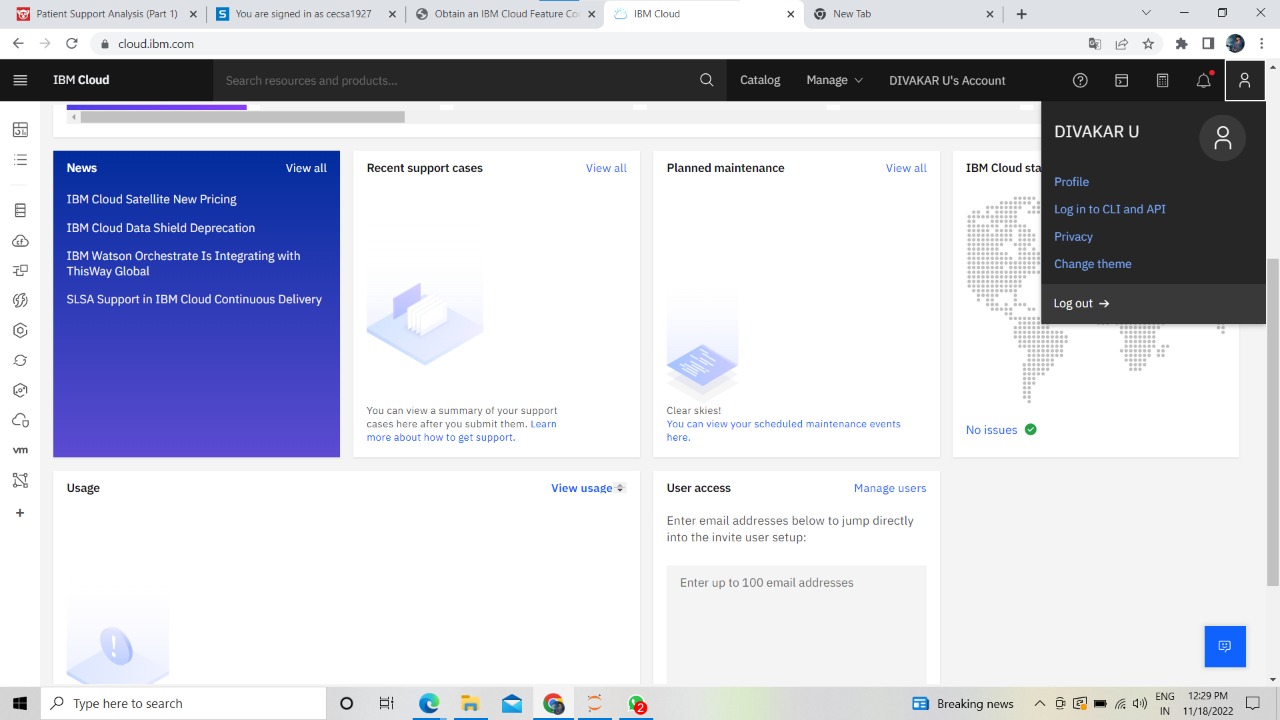 Patient Support Analysis (Part 1)
You are signed in as cecsa1927
Obtain an IBM Cloud Feature Co
IBM Cloud
New Tab
cloud.ibm.com
IBM Cloud
Search resources and products...
Catalog
Manage
DIVAKAR U's Account
DIVAKAR U
Profile
Log in to CLI and API
Privacy
Change theme
Log out →
News
View all
IBM Cloud Satellite New Pricing
IBM Cloud Data Shield Deprecation
IBM Watson Orchestrate Is Integrating with
ThisWay Global
SLSA Support in IBM Cloud Continuous Delivery
Recent support cases
View all
You can view a summary of your support
cases here after you submit them. Learn
more about how to get support.
Planned maintenance
View all
Clear skies!
You can view your scheduled maintenance events
here.
IBM Cloud sta
No issues
vm
Usage
View usage
User access
Manage users
Enter email addresses below to jump directly
into the invite user setup:
Enter up to 100 email addresses
Type here to search
2
Breaking news
ENG
IN
12:29 PM
11/18/2022